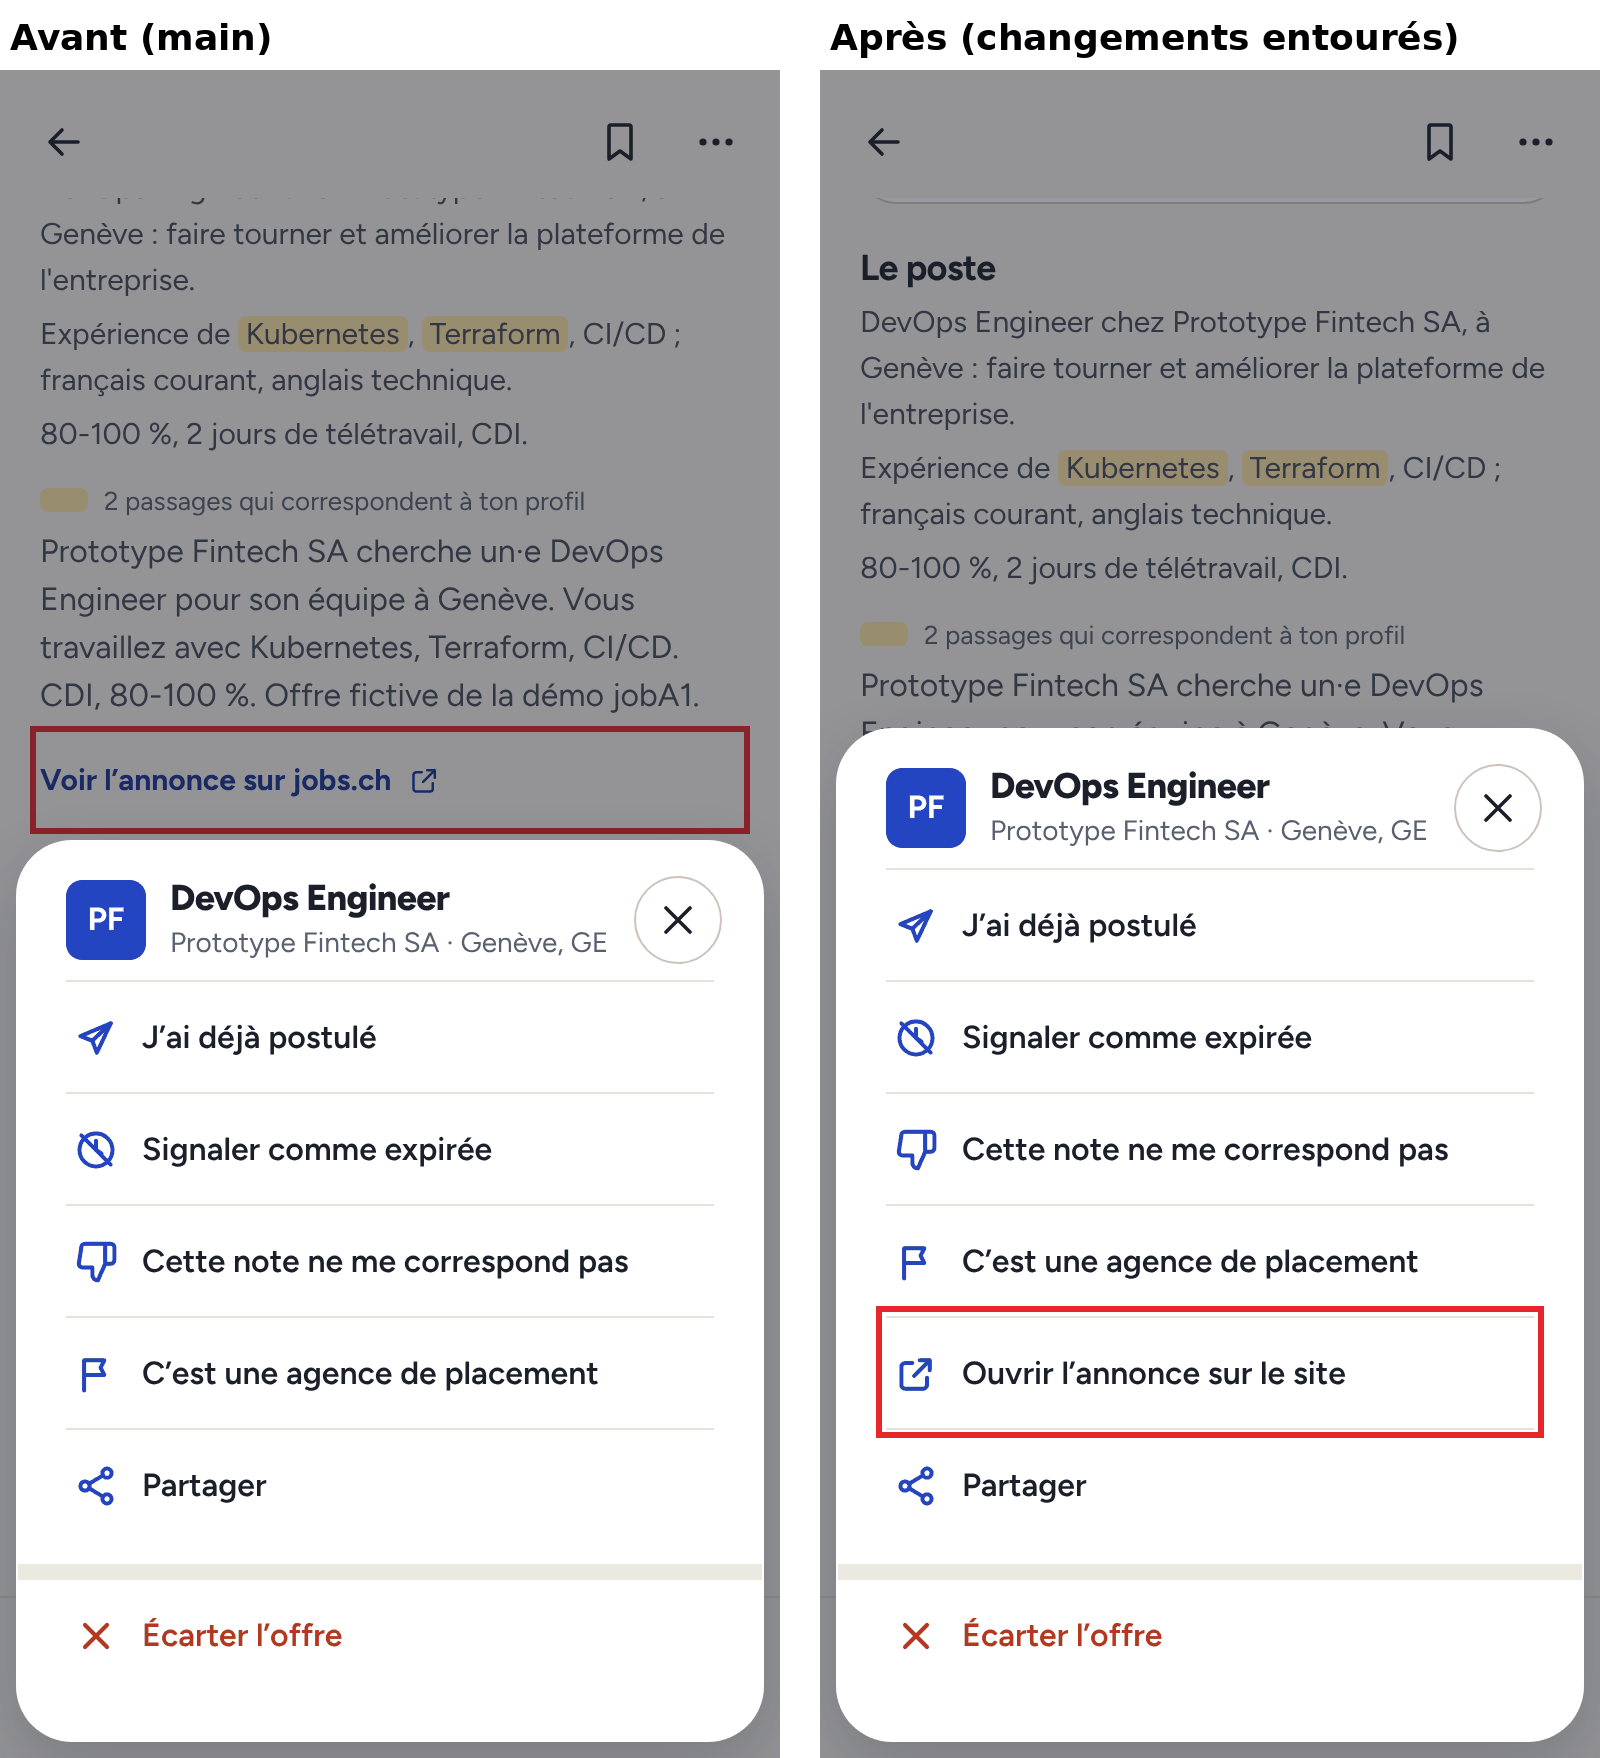 Avant (main)
Genève : faire tourner et améliorer la plateforme de
l'entreprise.
Expérience de Kubernetes, Terraform, CI/CD ;
français courant, anglais technique.
80-100 %, 2 jours de télétravail, CDI.
2 passages qui correspondent à ton profil
Prototype Fintech SA cherche un·e DevOps
Engineer pour son équipe à Genève. Vous
travaillez avec Kubernetes, Terraform, CI/CD.
CDI, 80-100 %. Offre fictive de la démo jobA1.
Voir l’annonce sur jobs.ch
PF
DevOps Engineer
Prototype Fintech SA · Genève, GE
J’ai déjà postulé
Signaler comme expirée
Cette note ne me correspond pas
C’est une agence de placement
Partager
Écarter l’offre
Après (changements entourés)
Le poste
DevOps Engineer chez Prototype Fintech SA, à
Genève : faire tourner et améliorer la plateforme de
l'entreprise.
Expérience de Kubernetes, Terraform, CI/CD ;
français courant, anglais technique.
80-100 %, 2 jours de télétravail, CDI.
2 passages qui correspondent à ton profil
Prototype Fintech SA cherche un·e DevOps
PF
DevOps Engineer
Prototype Fintech SA · Genève, GE
J’ai déjà postulé
Signaler comme expirée
Cette note ne me correspond pas
C’est une agence de placement
Ouvrir l’annonce sur le site
Partager
Écarter l’offre